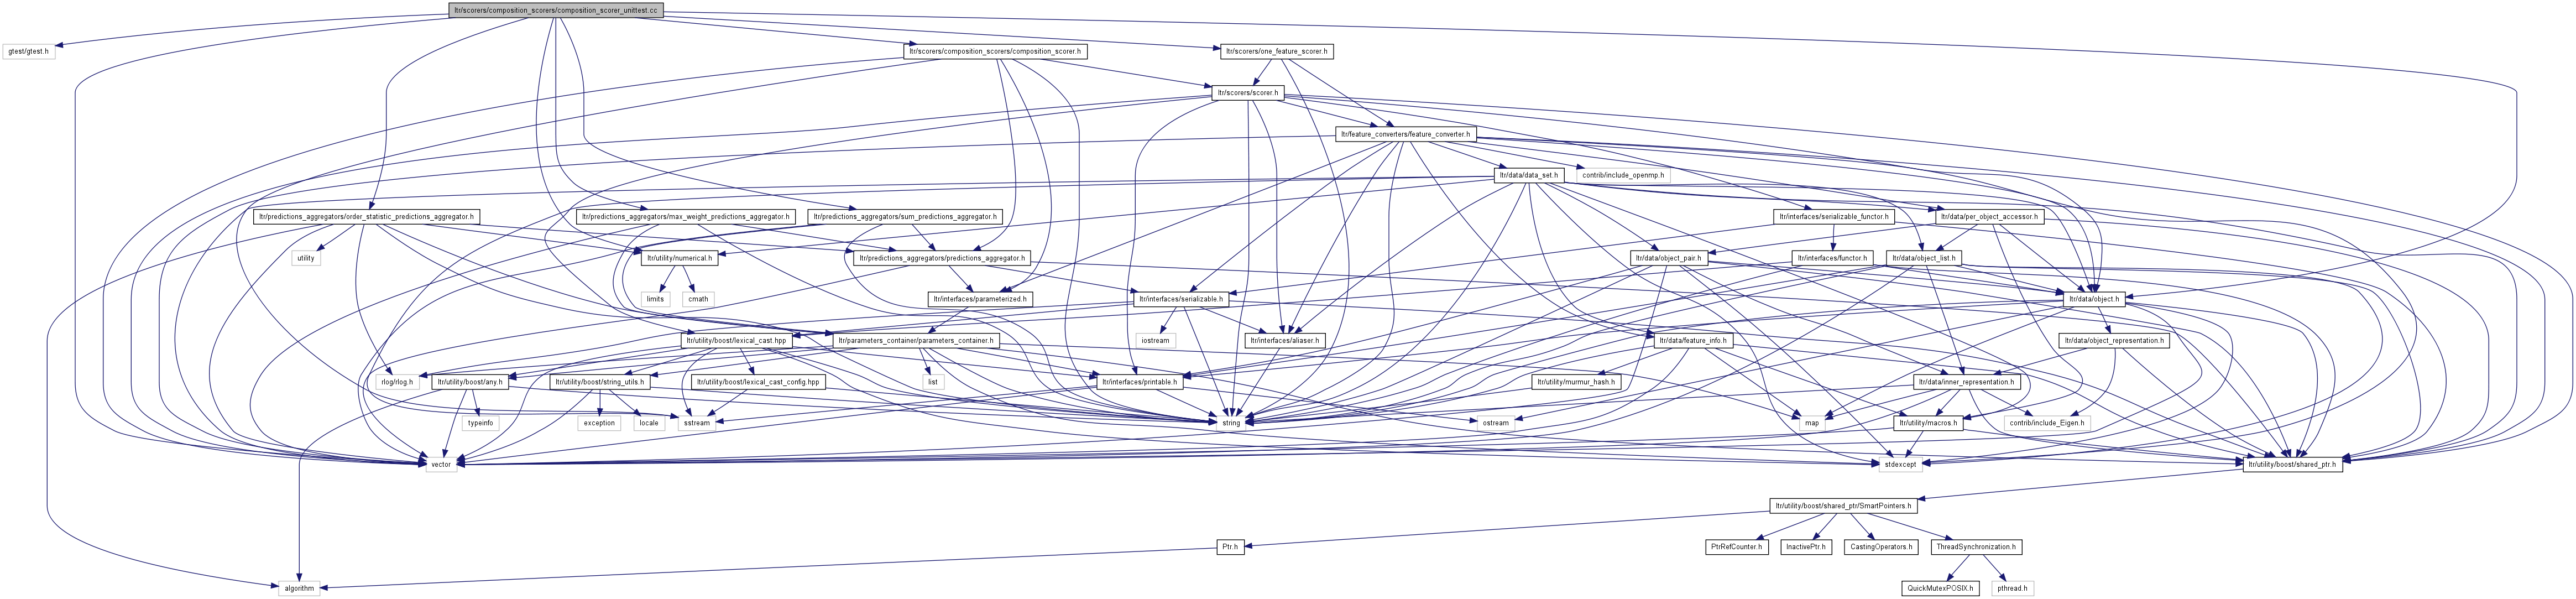 ltr/scorers/composition_scorers/composition_scorer_unittest.cc
gtest/gtest.h
ltr/scorers/composition_scorers/composition_scorer.h
ltr/scorers/one_feature_scorer.h
ltr/scorers/scorer.h
ltr/feature_converters/feature_converter.h
ltr/data/data_set.h
contrib/include_openmp.h
ltr/predictions_aggregators/order_statistic_predictions_aggregator.h
ltr/predictions_aggregators/max_weight_predictions_aggregator.h
ltr/predictions_aggregators/sum_predictions_aggregator.h
ltr/interfaces/serializable_functor.h
ltr/data/per_object_accessor.h
utility
ltr/utility/numerical.h
ltr/predictions_aggregators/predictions_aggregator.h
ltr/data/object_pair.h
ltr/interfaces/functor.h
ltr/data/object_list.h
limits
cmath
ltr/interfaces/parameterized.h
ltr/interfaces/serializable.h
ltr/data/object.h
ltr/utility/boost/lexical_cast.hpp
ltr/parameters_container/parameters_container.h
iostream
ltr/interfaces/aliaser.h
ltr/data/feature_info.h
ltr/data/object_representation.h
rlog/rlog.h
ltr/utility/boost/any.h
ltr/utility/boost/string_utils.h
ltr/utility/boost/lexical_cast_config.hpp
list
ltr/interfaces/printable.h
ltr/utility/murmur_hash.h
ltr/data/inner_representation.h
typeinfo
exception
locale
sstream
string
ostream
map
ltr/utility/macros.h
contrib/include_Eigen.h
vector
stdexcept
ltr/utility/boost/shared_ptr.h
ltr/utility/boost/shared_ptr/SmartPointers.h
Ptr.h
PtrRefCounter.h
InactivePtr.h
CastingOperators.h
ThreadSynchronization.h
algorithm
QuickMutexPOSIX.h
pthread.h